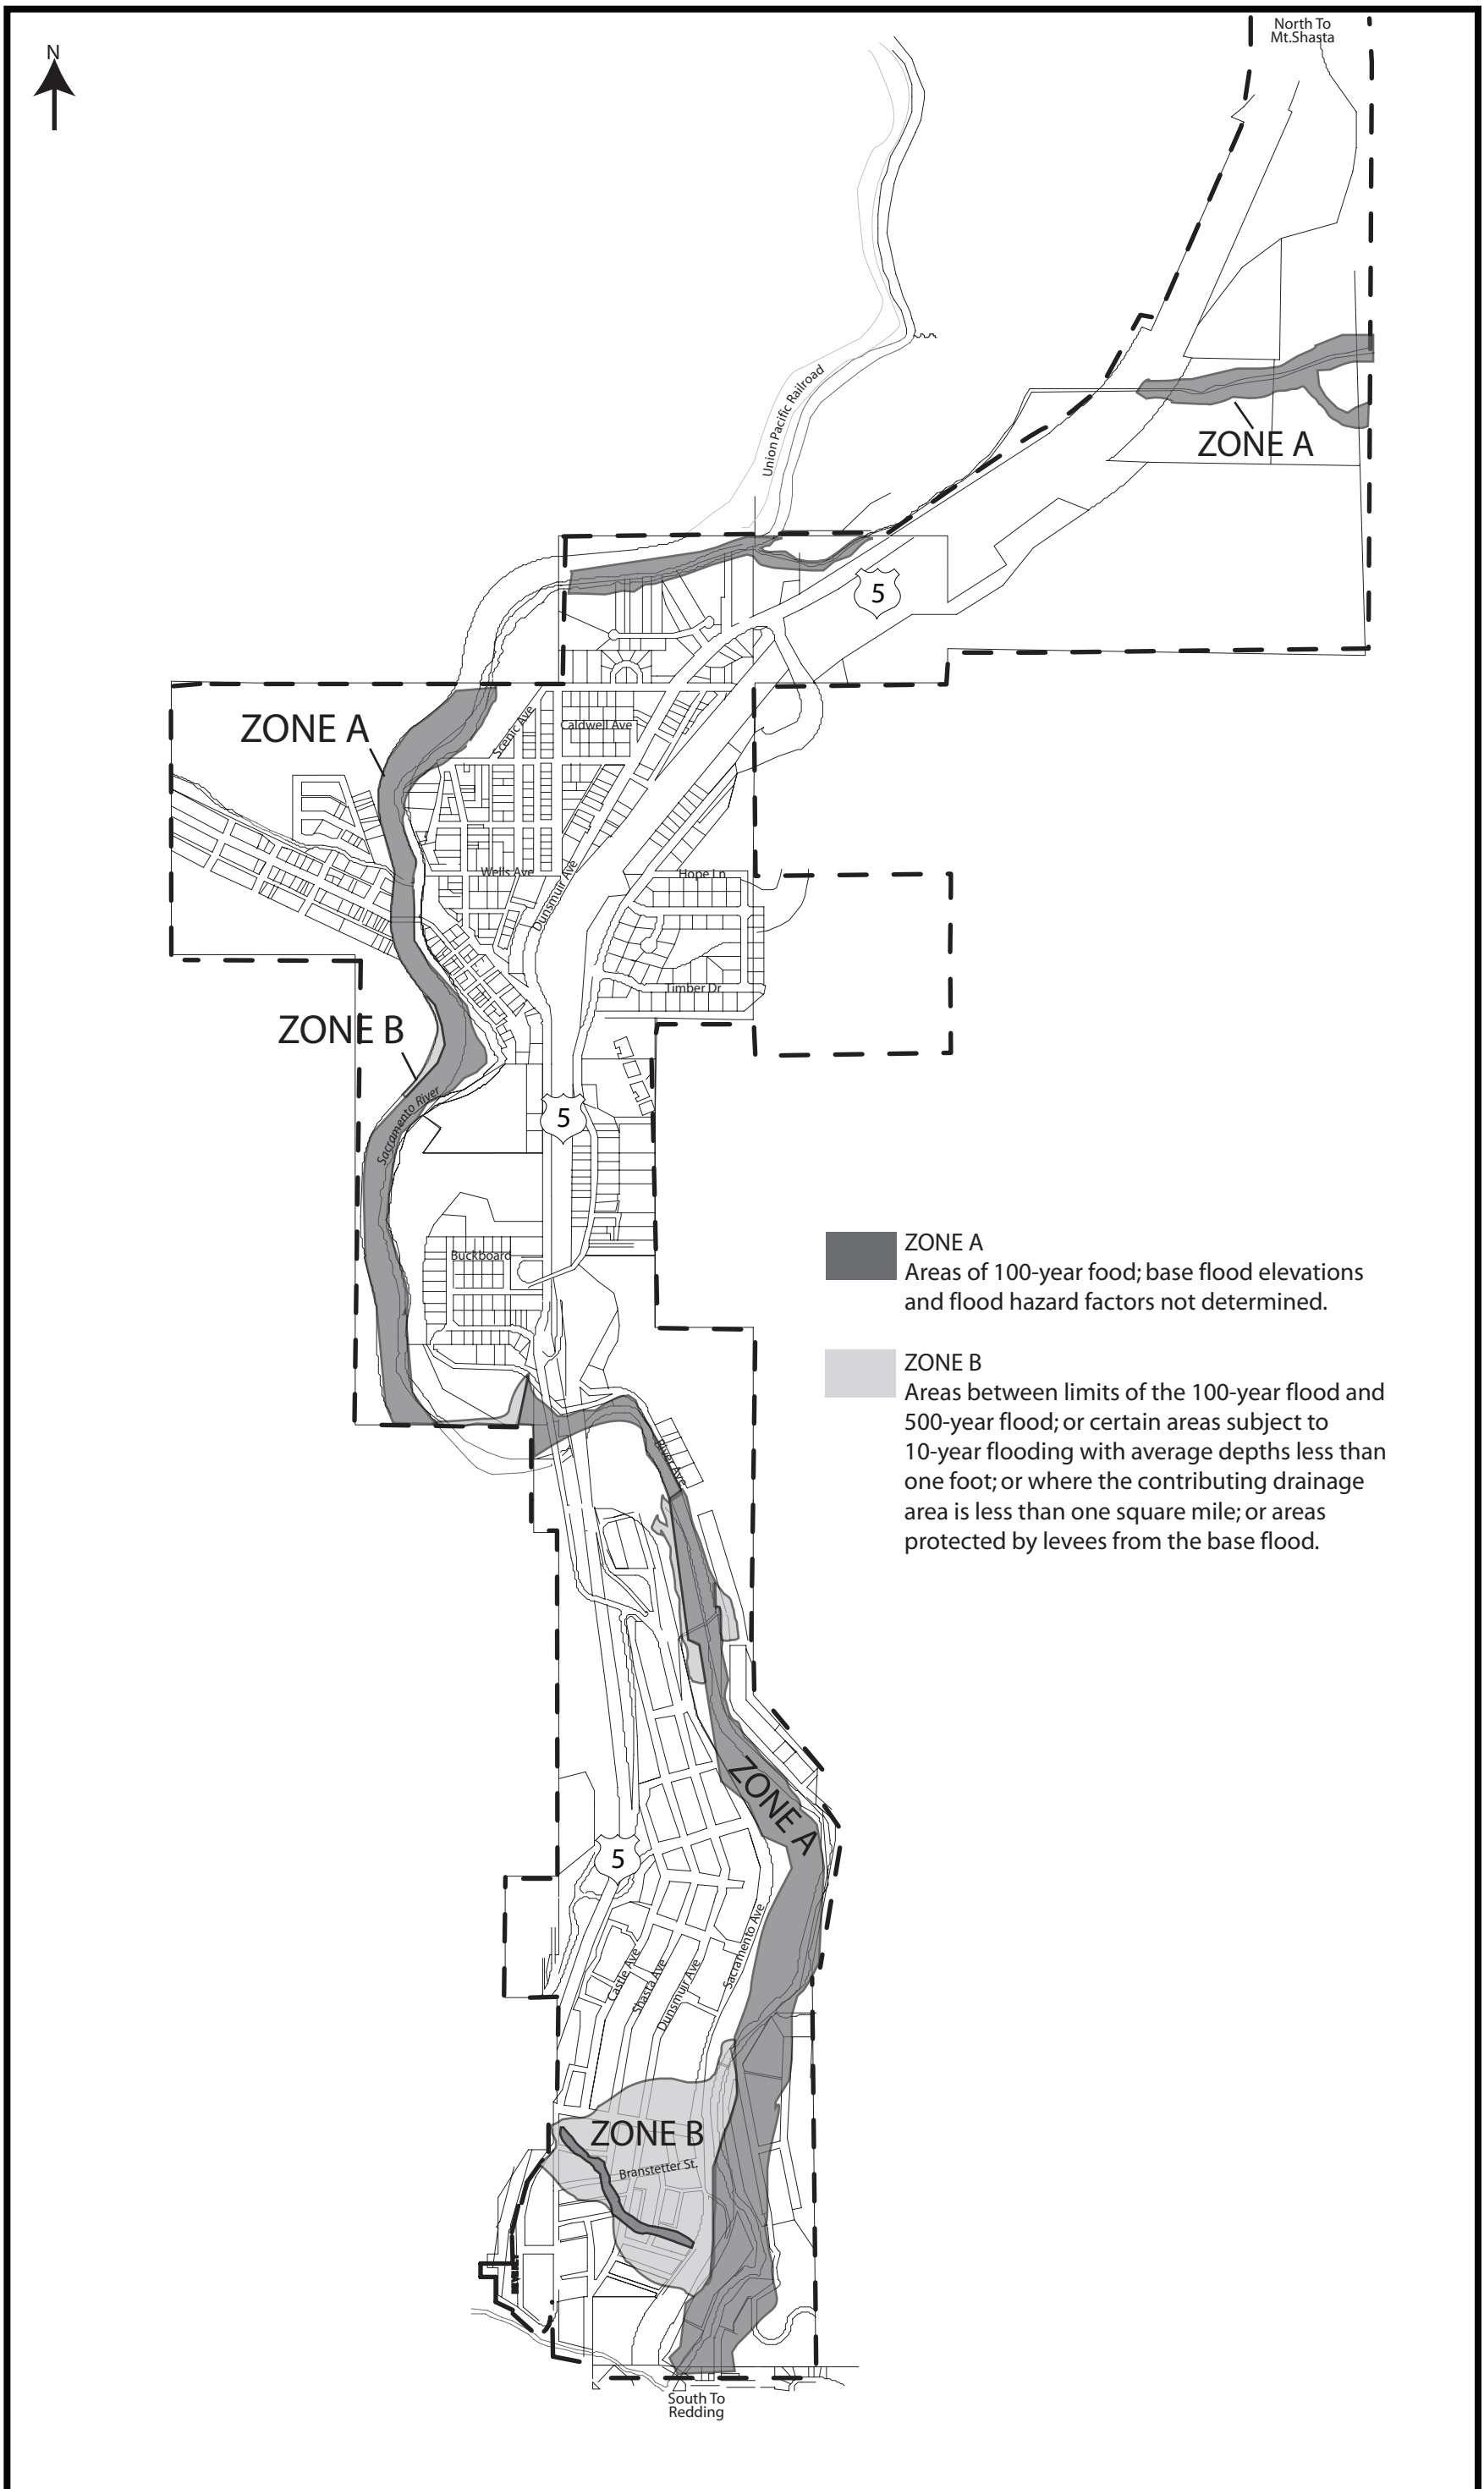 North To
Mt.Shasta
N
Union Pacific Railroad
ZONE A
5
ZONE A
Scenic Ave
Caldwell Ave
Wells Ave
Dunsmuir Ave
Hope Ln
Timber Dr
ZONE B
Sacramento River
5
Buckboard
ZONE A
Areas of 100-year food; base flood elevations
and flood hazard factors not determined.
ZONE B
Areas between limits of the 100-year flood and
500-year flood; or certain areas subject to
10-year flooding with average depths less than
one foot; or where the contributing drainage
area is less than one square mile; or areas
protected by levees from the base flood.
River Ave
ZONE A
5
Castle Ave
Shasta Ave
Dunsmuir Ave
Sacramento Ave
ZONE B
Branstetter St.
South To
Redding